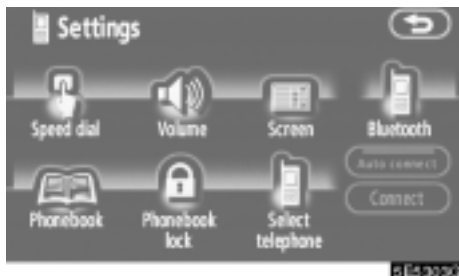 Settings
Speed dial
Volume
Screen
Bluetooth
Auto connect
Connect
Phonebook
Phonebook
lock
Select
telephone